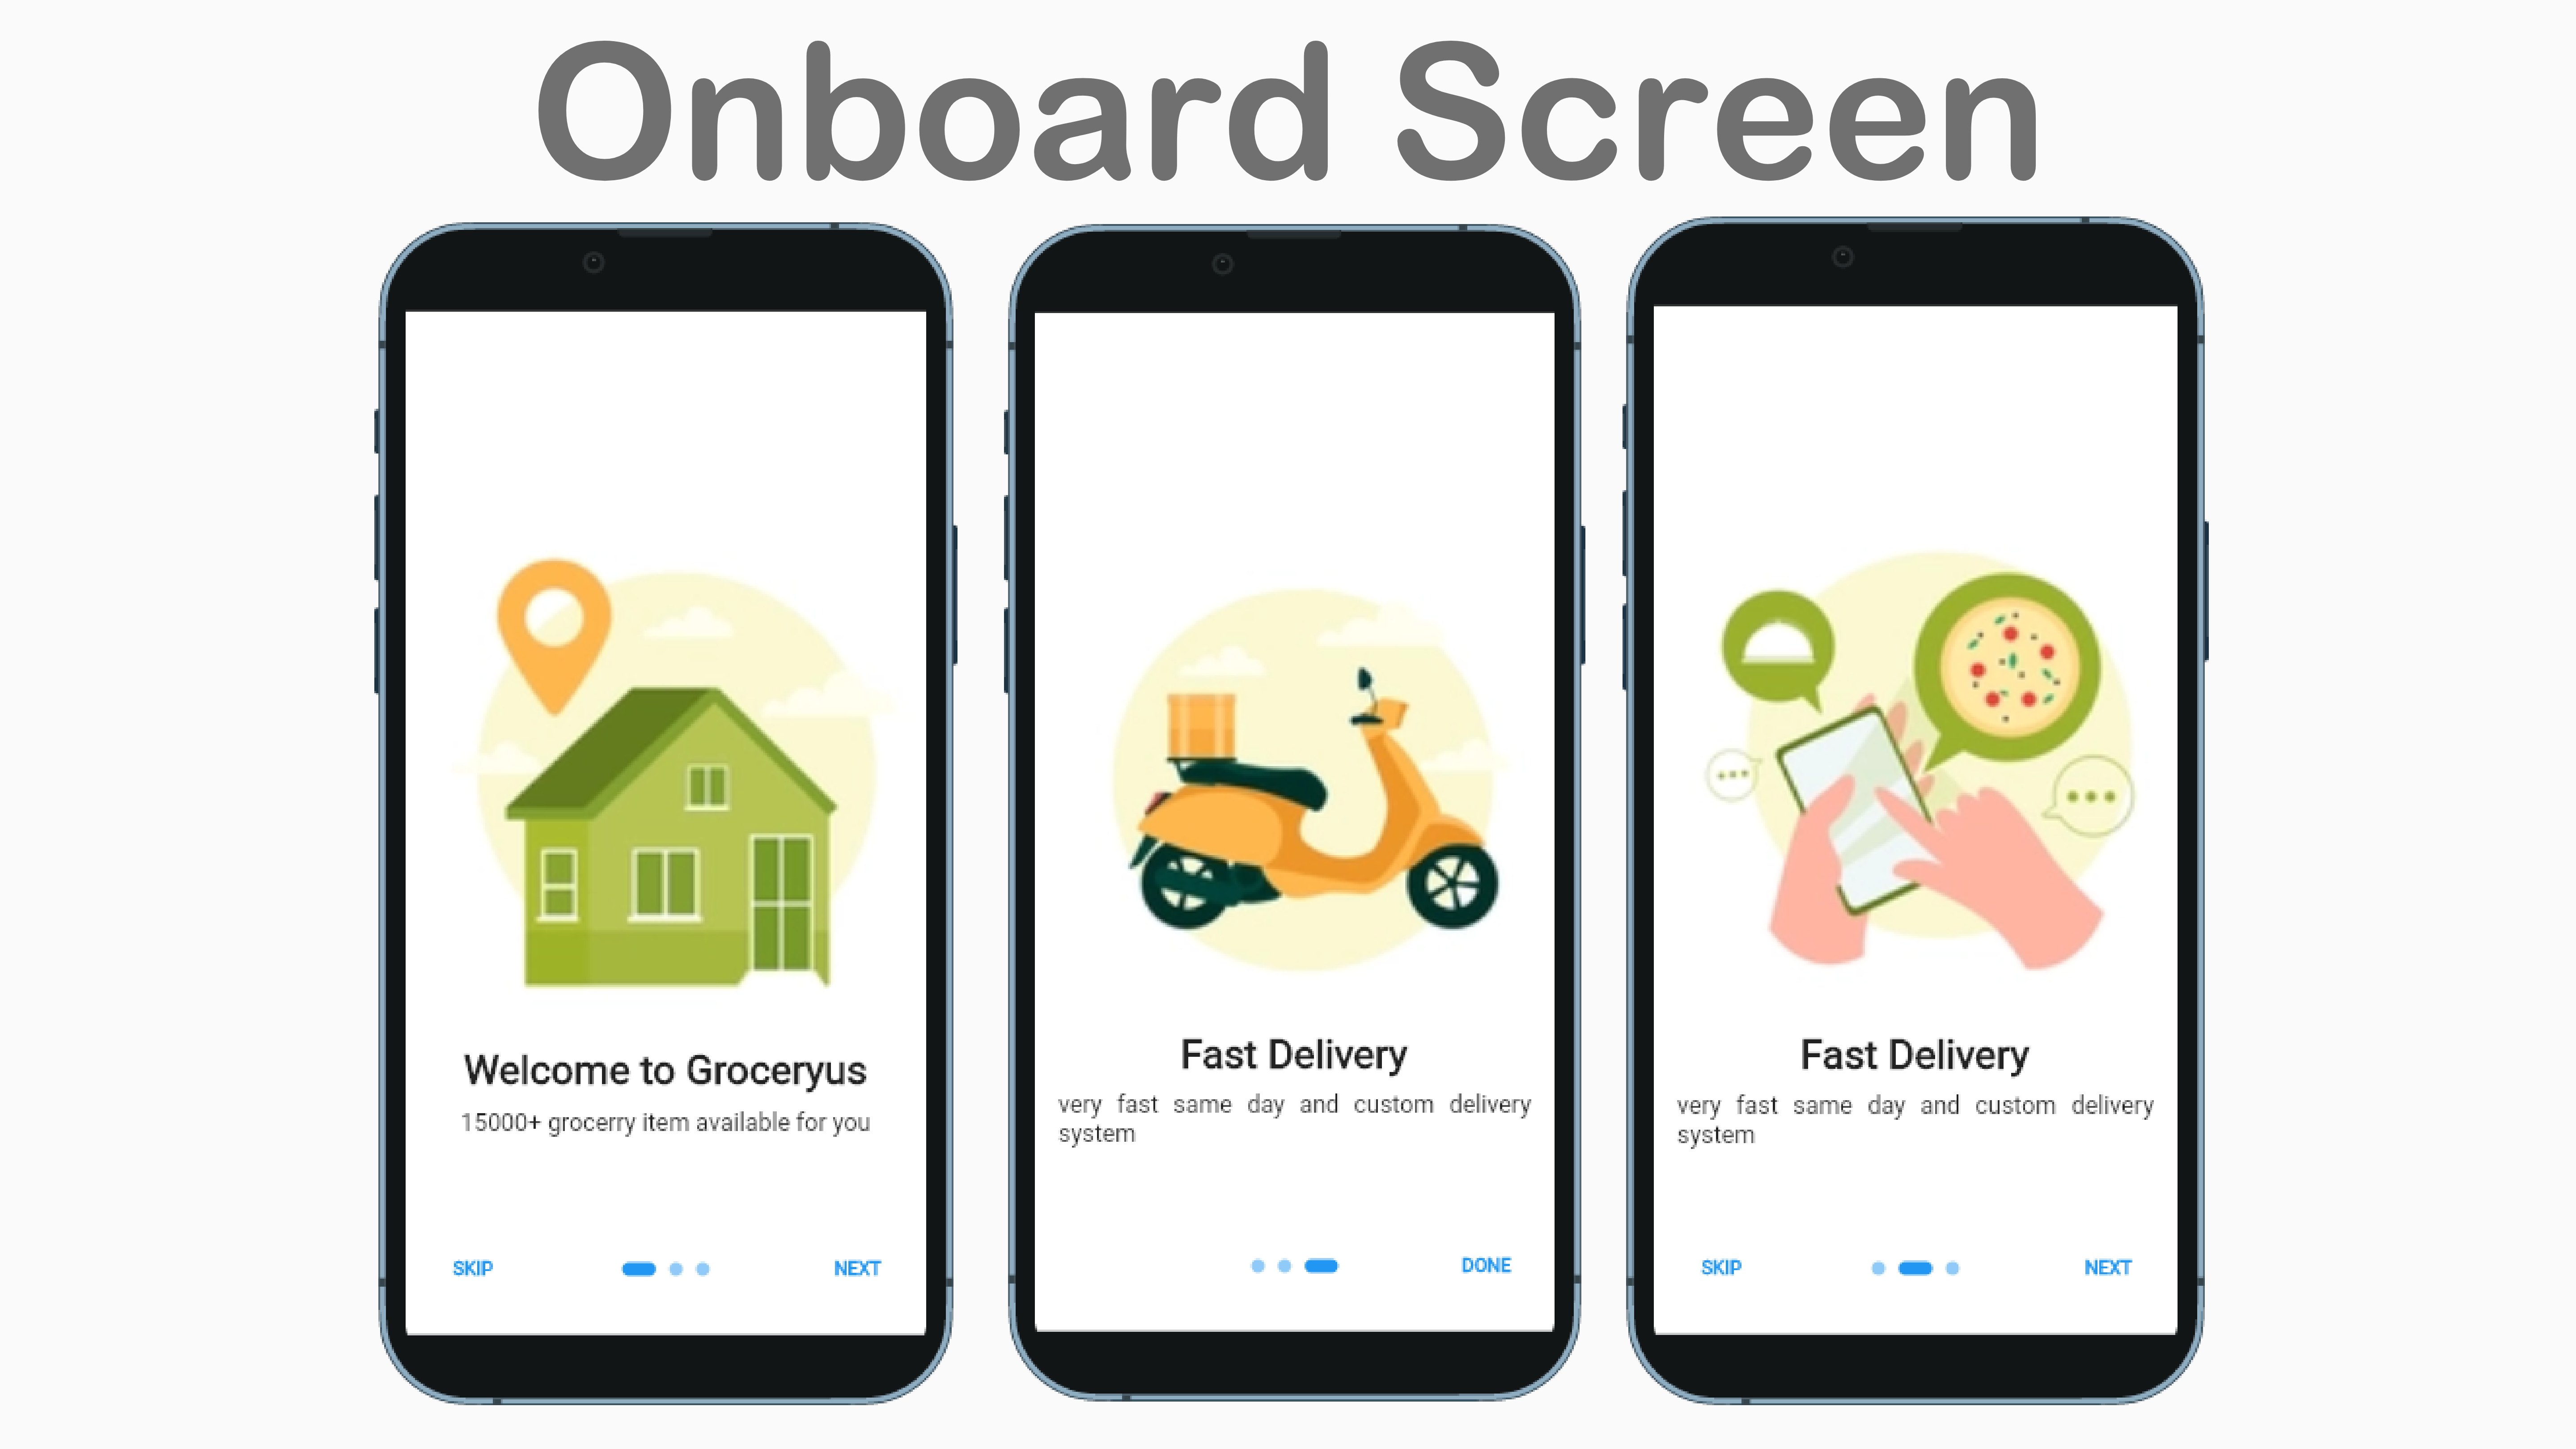 Onboard Screen
Welcome to Groceryus
15000+ grocerry item available for you
SKIP
NEXT
Fast Delivery
very fast same day and custom delivery
system
DONE
Fast Delivery
very fast same day and custom delivery
system
SKIP
NEXT